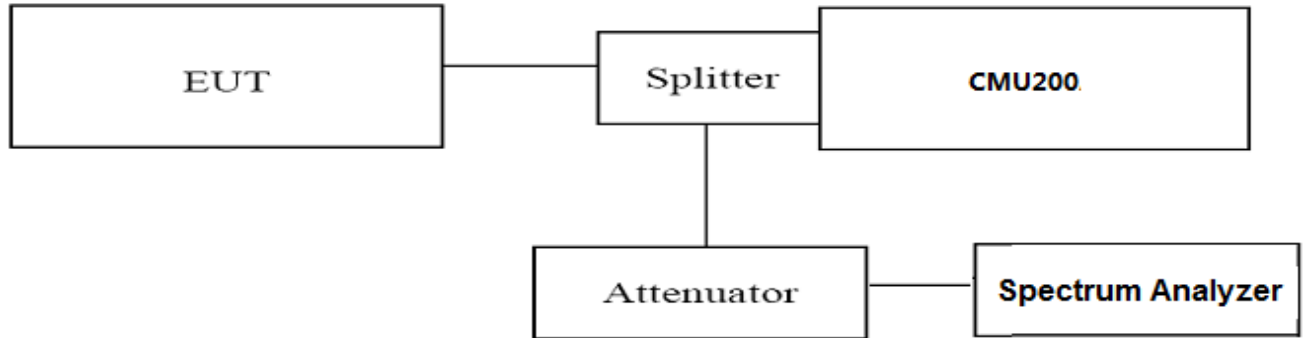 EUT
Splitter
CMU200
Attenuator
Spectrum Analyzer